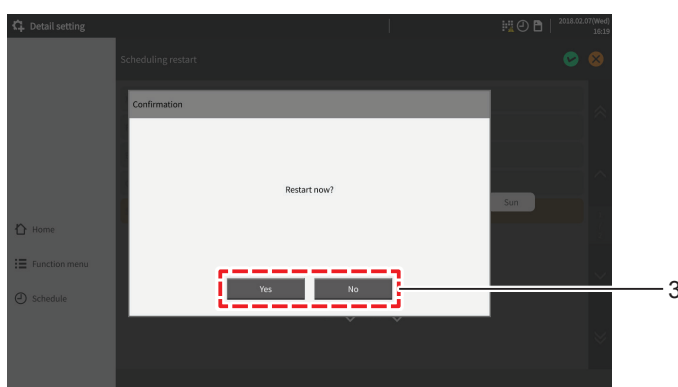 Detail setting
2018.02.07(Wed)
16:19
Scheduling restart
Confirmation
Restart now?
Sun
Home
Function menu
Schedule
Yes No
3